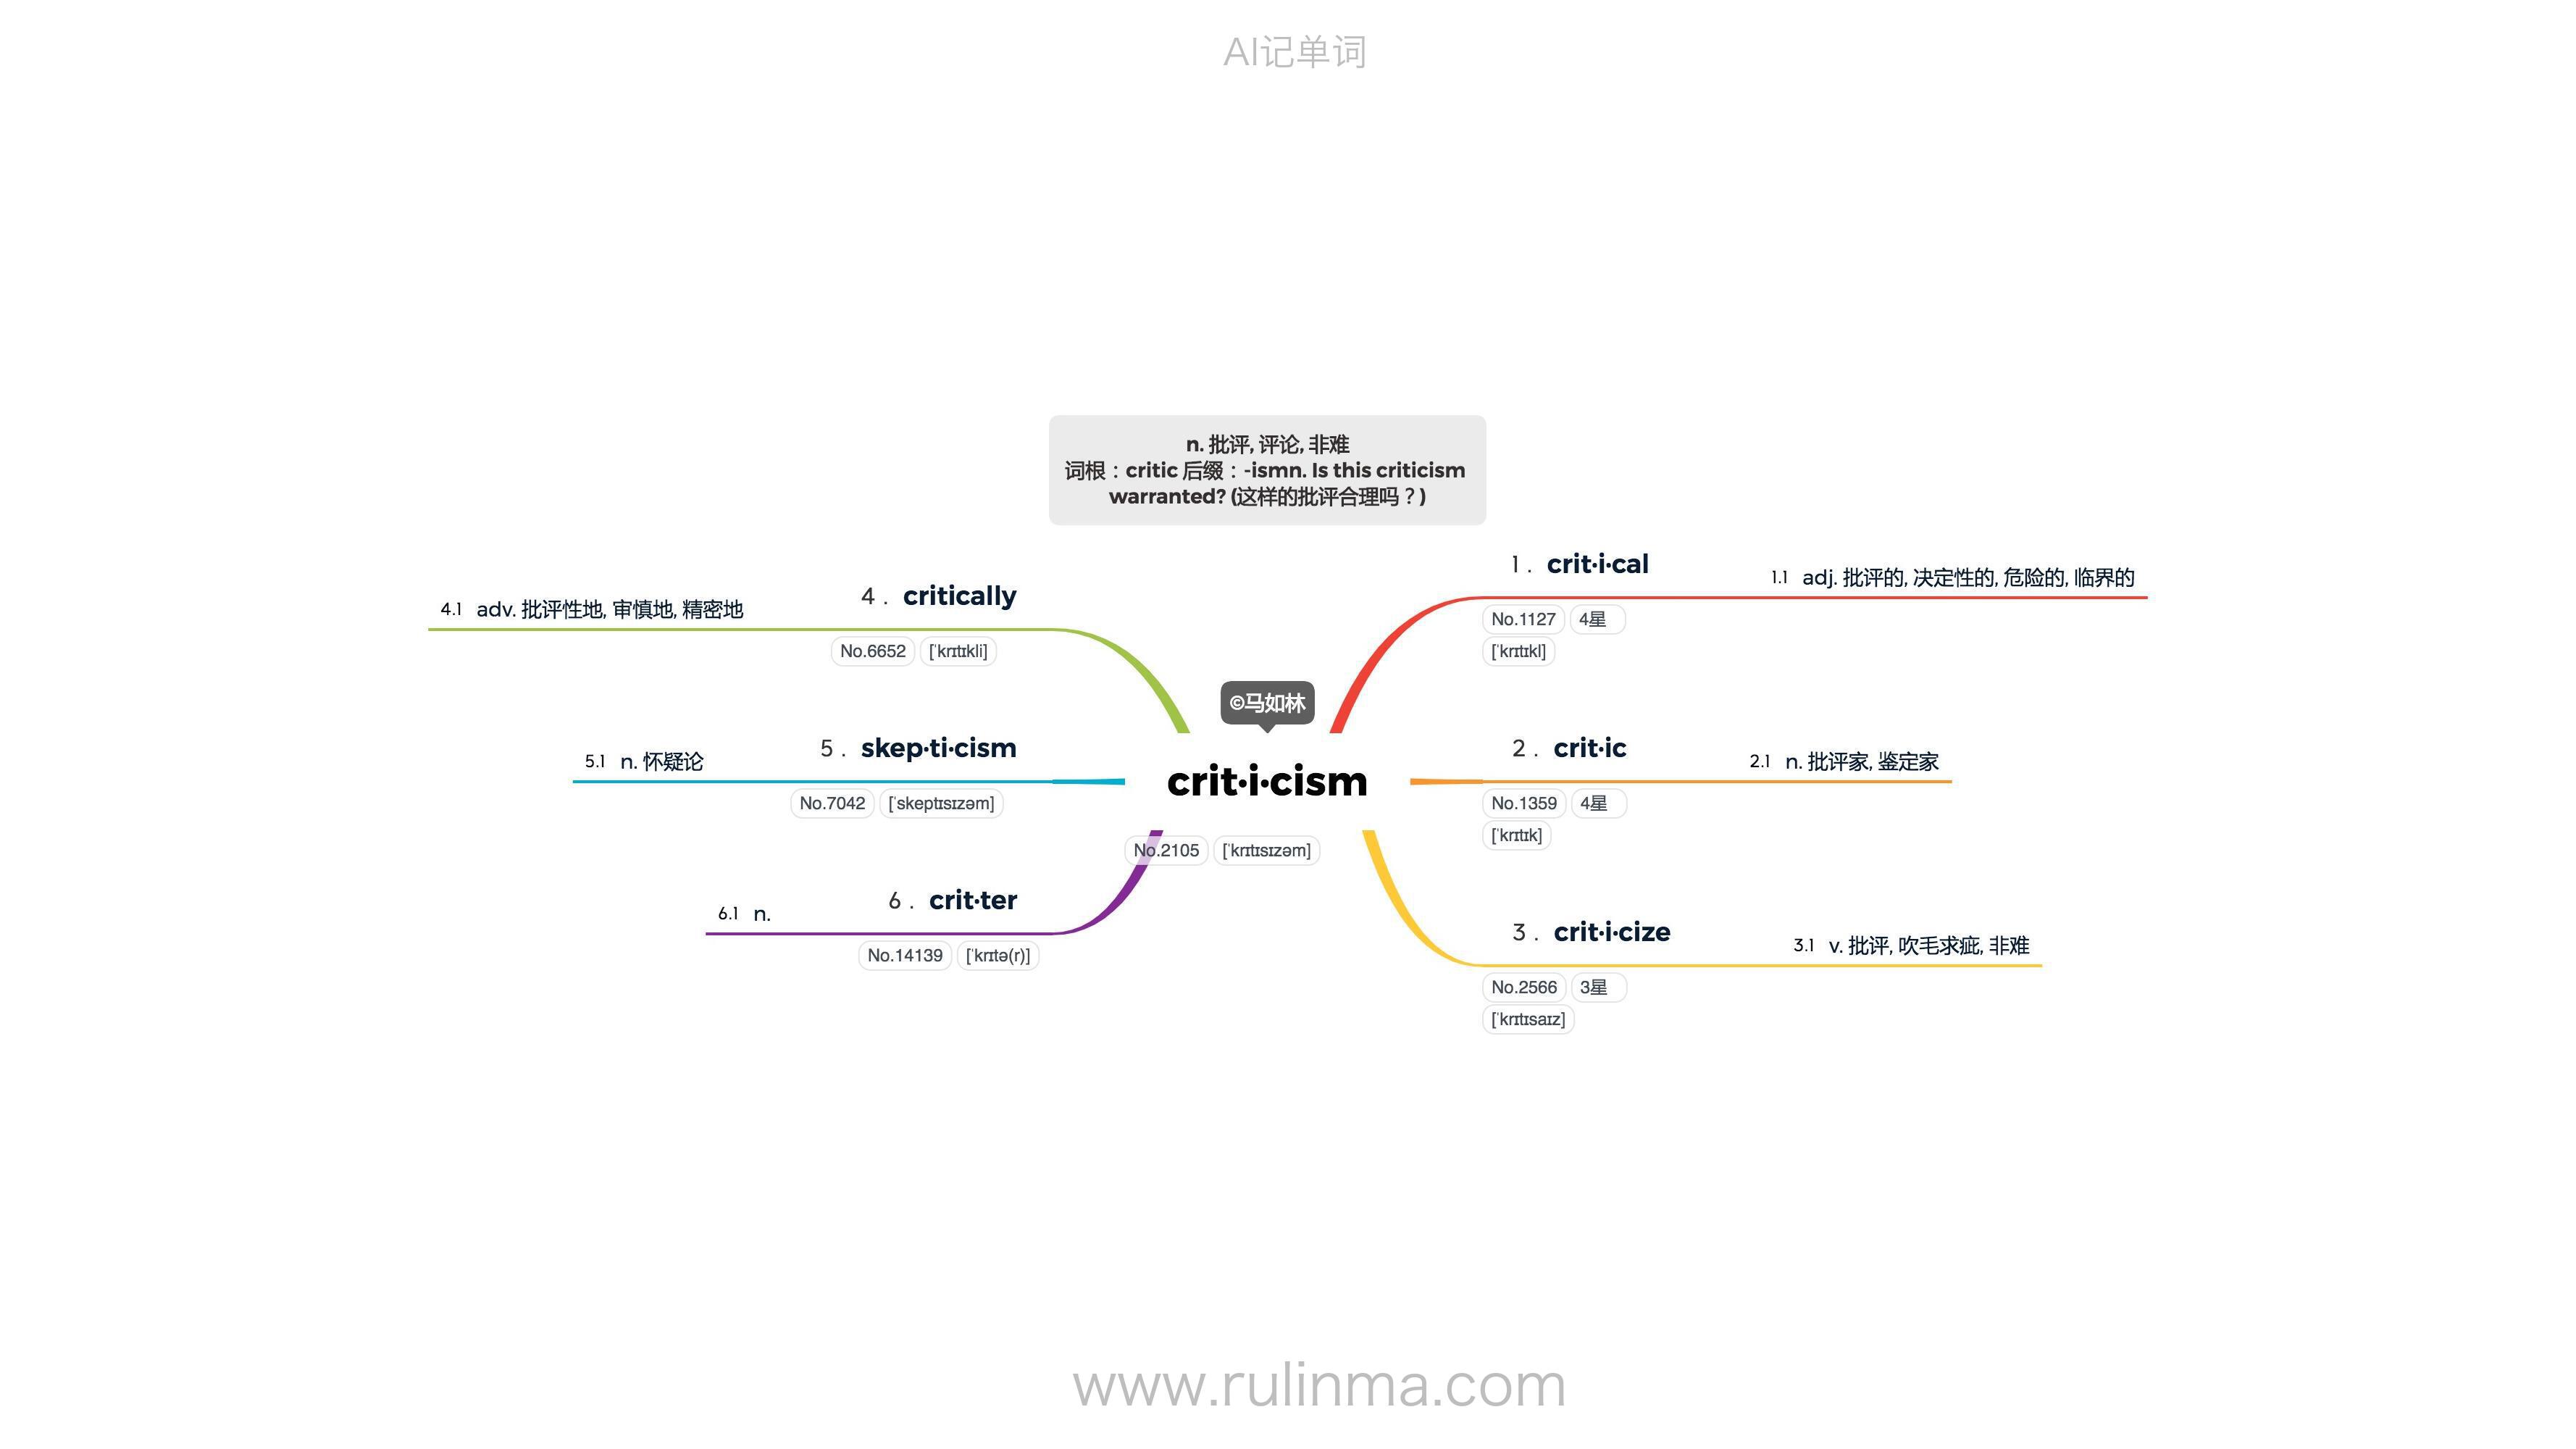 AI记单词
n. 批评, 评论, 非难
词根：critic 后缀：-ismn. Is this criticism
warranted? (这样的批评合理吗？)
©马如林
crit·i·cism
No.2105 [ˈkrɪtɪsɪzəm]
1 . crit·i·cal
No.1127 4星
[ˈkrɪtɪkl]
1.1 adj. 批评的, 决定性的, 危险的, 临界的
2 . crit·ic
No.1359 4星
[ˈkrɪtɪk]
2.1 n. 批评家, 鉴定家
3 . crit·i·cize
No.2566 3星
[ˈkrɪtɪsaɪz]
3.1 v. 批评, 吹毛求疵, 非难
4 . critically
No.6652 [ˈkrɪtɪkli]
4.1 adv. 批评性地, 审慎地, 精密地
5 . skep·ti·cism
No.7042 [ˈskeptɪsɪzəm]
5.1 n. 怀疑论
6 . crit·ter
No.14139 [ˈkrɪtə(r)]
6.1 n.
www.rulinma.com